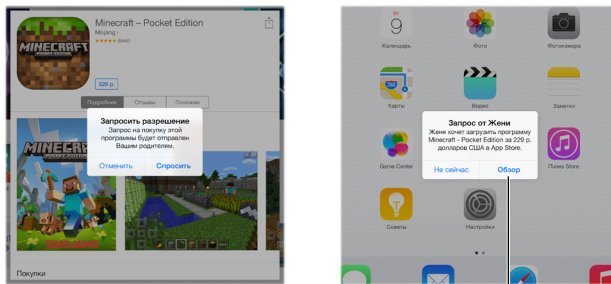 Minecraft – Pocket Edition
Mojang ›
229 р.
Подробнее
Отзывы
Похожие
MINECRAFT
POCKET EDITION
Запросить разрешение
Запрос на покупку этой
программы будет отправлен
Вашим родителям.
Отменить
Спросить
MOJANG
Покупки
9
Календарь
Фото
Фотокамера
Карты
Видео
Заметки
Запрос от Жени
Женя хочет загрузить программу
Minecraft - Pocket Edition за 229 р.
долларов США в App Store.
Не сейчас
Обзор
Game Center
iTunes Store
Советы
Настройки